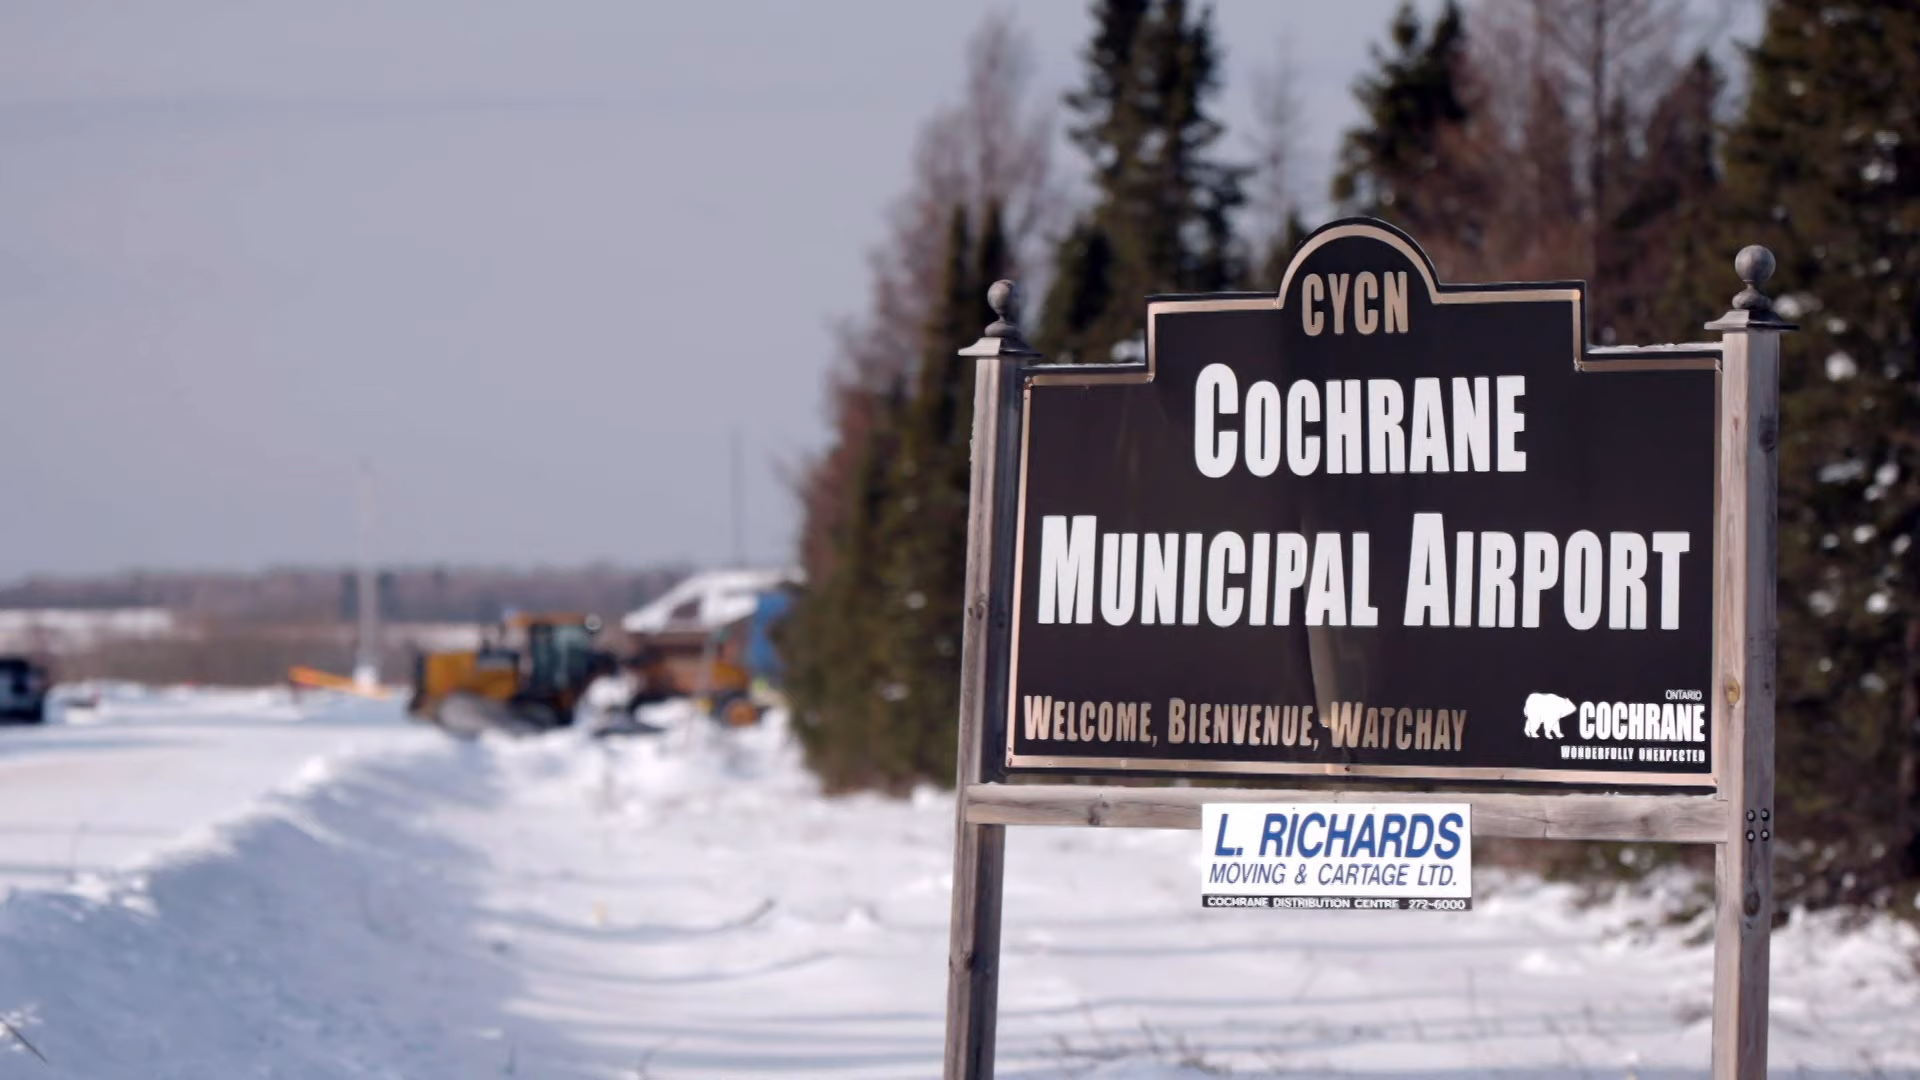 CYCN
COCHRANE
MUNICIPAL AIRPORT
WELCOME, BIENVENUE, WATCHAY
ONTARIO
COCHRANE
WONDERFULLY UNEXPECTED
L. RICHARDS
MOVING & CARTAGE LTD.
COCHRANE DISTRIBUTION CENTRE 272-6000